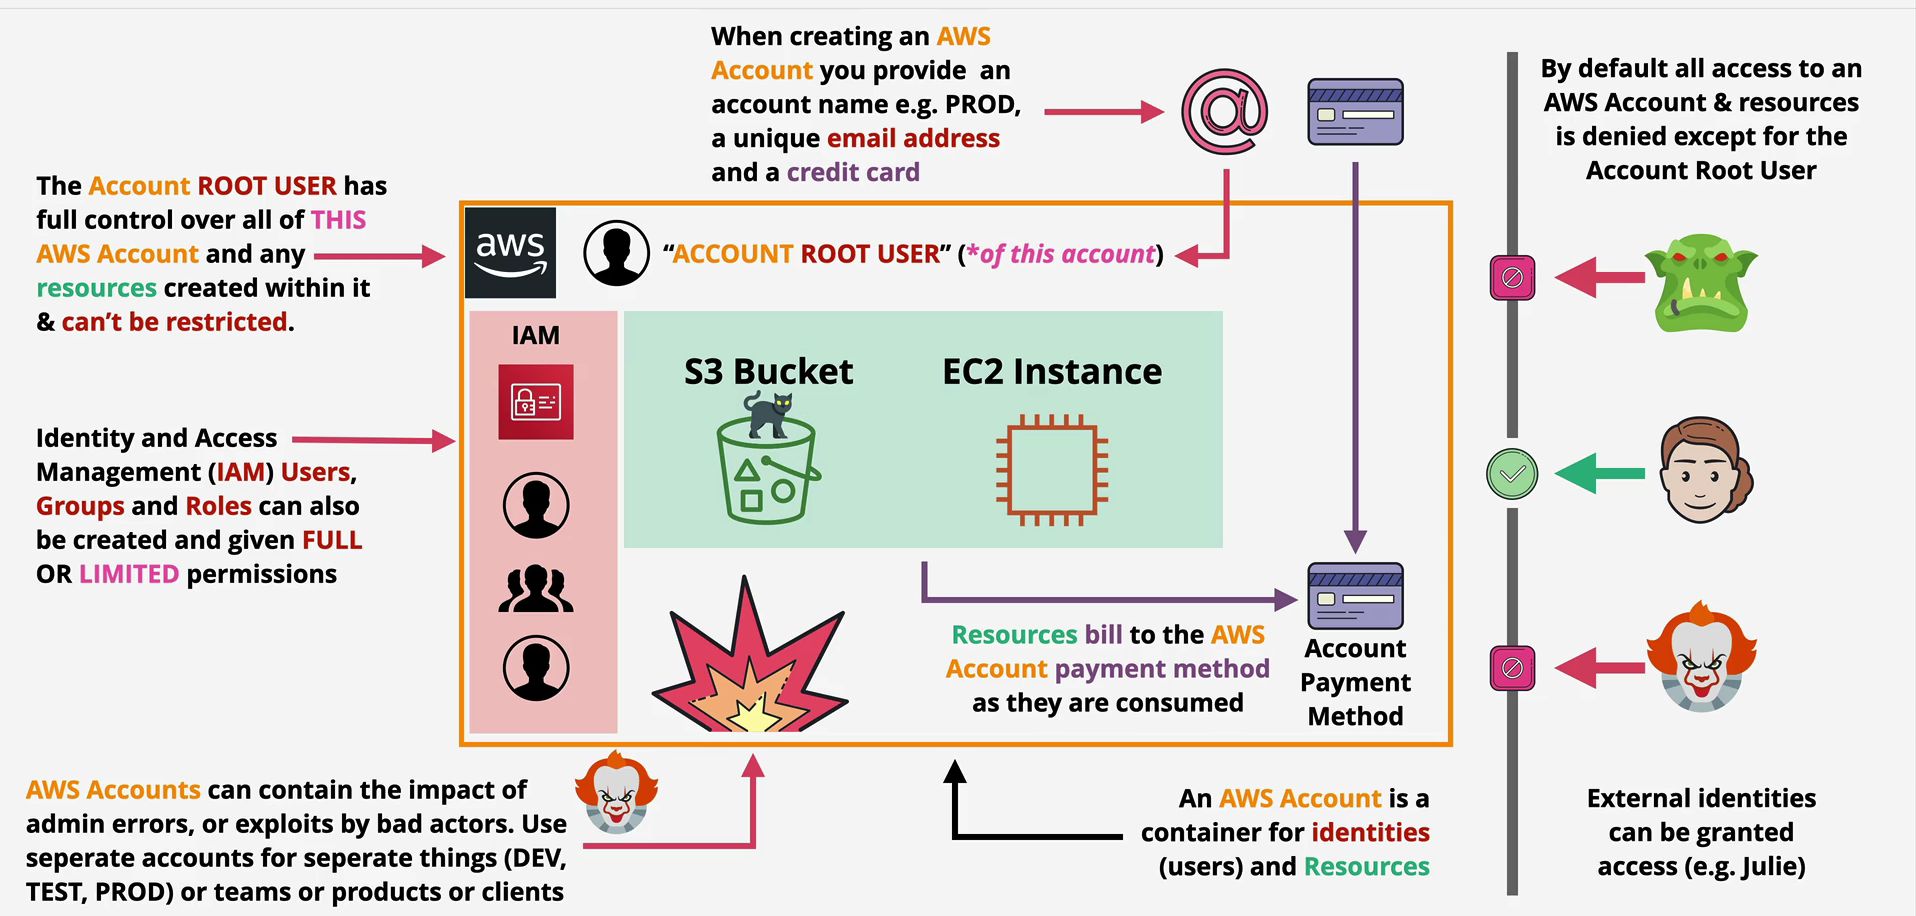 When creating an AWS
Account you provide an
account name e.g. PROD,
a unique email address
and a credit card
By default all access to an
AWS Account & resources
is denied except for the
Account Root User
The Account ROOT USER has
full control over all of THIS
AWS Account and any
resources created within it
& can't be restricted.
aws
“ACCOUNT ROOT USER” (*of this account)
IAM
S3 Bucket
EC2 Instance
Identity and Access
Management (IAM) Users,
Groups and Roles can also
be created and given FULL
OR LIMITED permissions
Resources bill to the AWS
Account payment method
as they are consumed
Account
Payment
Method
AWS Accounts can contain the impact of
admin errors, or exploits by bad actors. Use
seperate accounts for seperate things (DEV,
TEST, PROD) or teams or products or clients
An AWS Account is a
container for identities
(users) and Resources
External identities
can be granted
access (e.g. Julie)